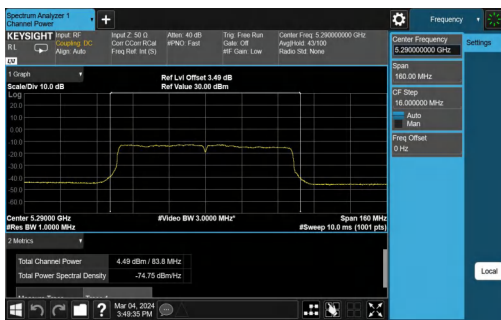 Spectrum Analyzer 1
Channel Power
Frequency
KEYSIGHT
Input: RF
Coupling: DC
Align: Auto
Input Z: 50 Ω
Corr CCorr RCal
Freq Ref: Int (S)
Atten: 40 dB
#PNO: Fast
Trig: Free Run
Gate: Off
#IF Gain: Low
Center Freq: 5.290000000 GHz
Avg|Hold: 43/100
Radio Std: None
RL
LXI
Center Frequency
5.290000000 GHz
Settings
Span
160.00 MHz
CF Step
16.000000 MHz
Auto
Man
Freq Offset
0 Hz
Local
1 Graph
Scale/Div 10.0 dB
Ref Lvl Offset 3.49 dB
Ref Value 30.00 dBm
Log
20.0
10.0
0.00
-10.0
-20.0
-30.0
-40.0
-50.0
-60.0
Center 5.29000 GHz
#Video BW 3.0000 MHz*
Span 160 MHz
#Res BW 1.0000 MHz
#Sweep 10.0 ms (1001 pts)
2 Metrics
Total Channel Power
4.49 dBm / 83.8 MHz
Total Power Spectral Density
-74.75 dBm/Hz
?
Mar 04, 2024
3:49:35 PM